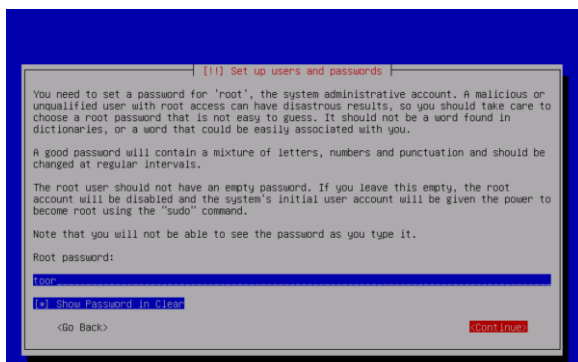 [!!] Set up users and passwords
You need to set a password for 'root', the system administrative account. A malicious or
unqualified user with root access can have disastrous results, so you should take care to
choose a root password that is not easy to guess. It should not be a word found in
dictionaries, or a word that could be easily associated with you.
A good password will contain a mixture of letters, numbers and punctuation and should be
changed at regular intervals.
The root user should not have an empty password. If you leave this empty, the root
account will be disabled and the system's initial user account will be given the power to
become root using the "sudo" command.
Note that you will not be able to see the password as you type it.
Root password:
toor
[*] Show Password in Clear
<Go Back> <Continue>